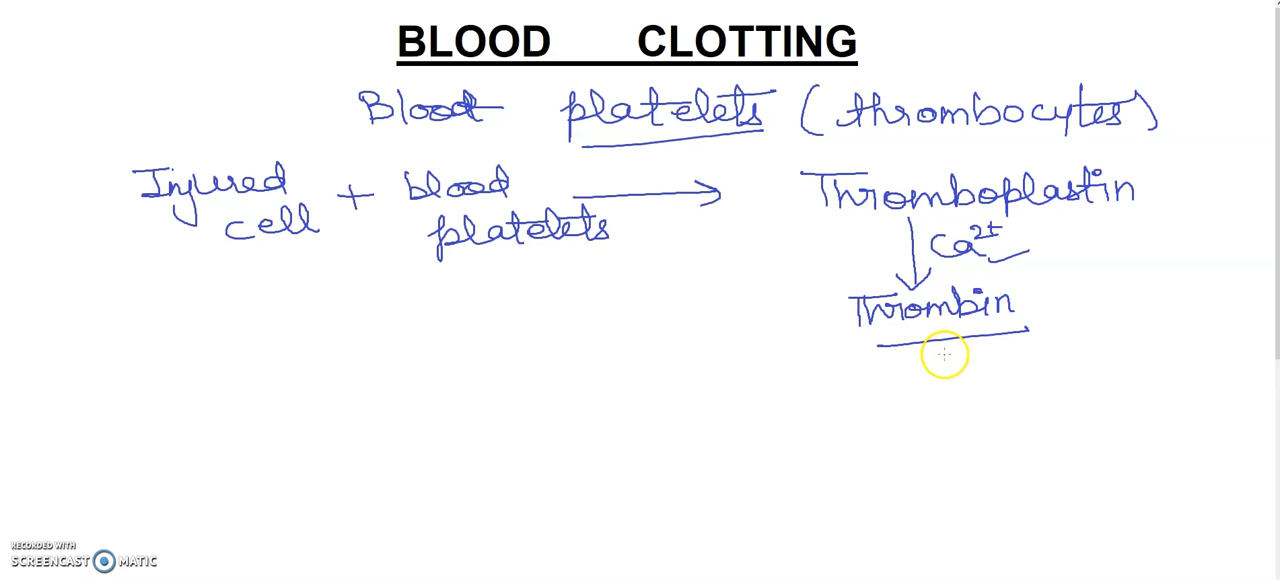 BLOOD CLOTTING
Blood platelets (thrombocytes)
Injured cell + blood platelets → Thromboplastin
Ca2+
Thrombin
RECORDED WITH
SCREENCAST MATIC